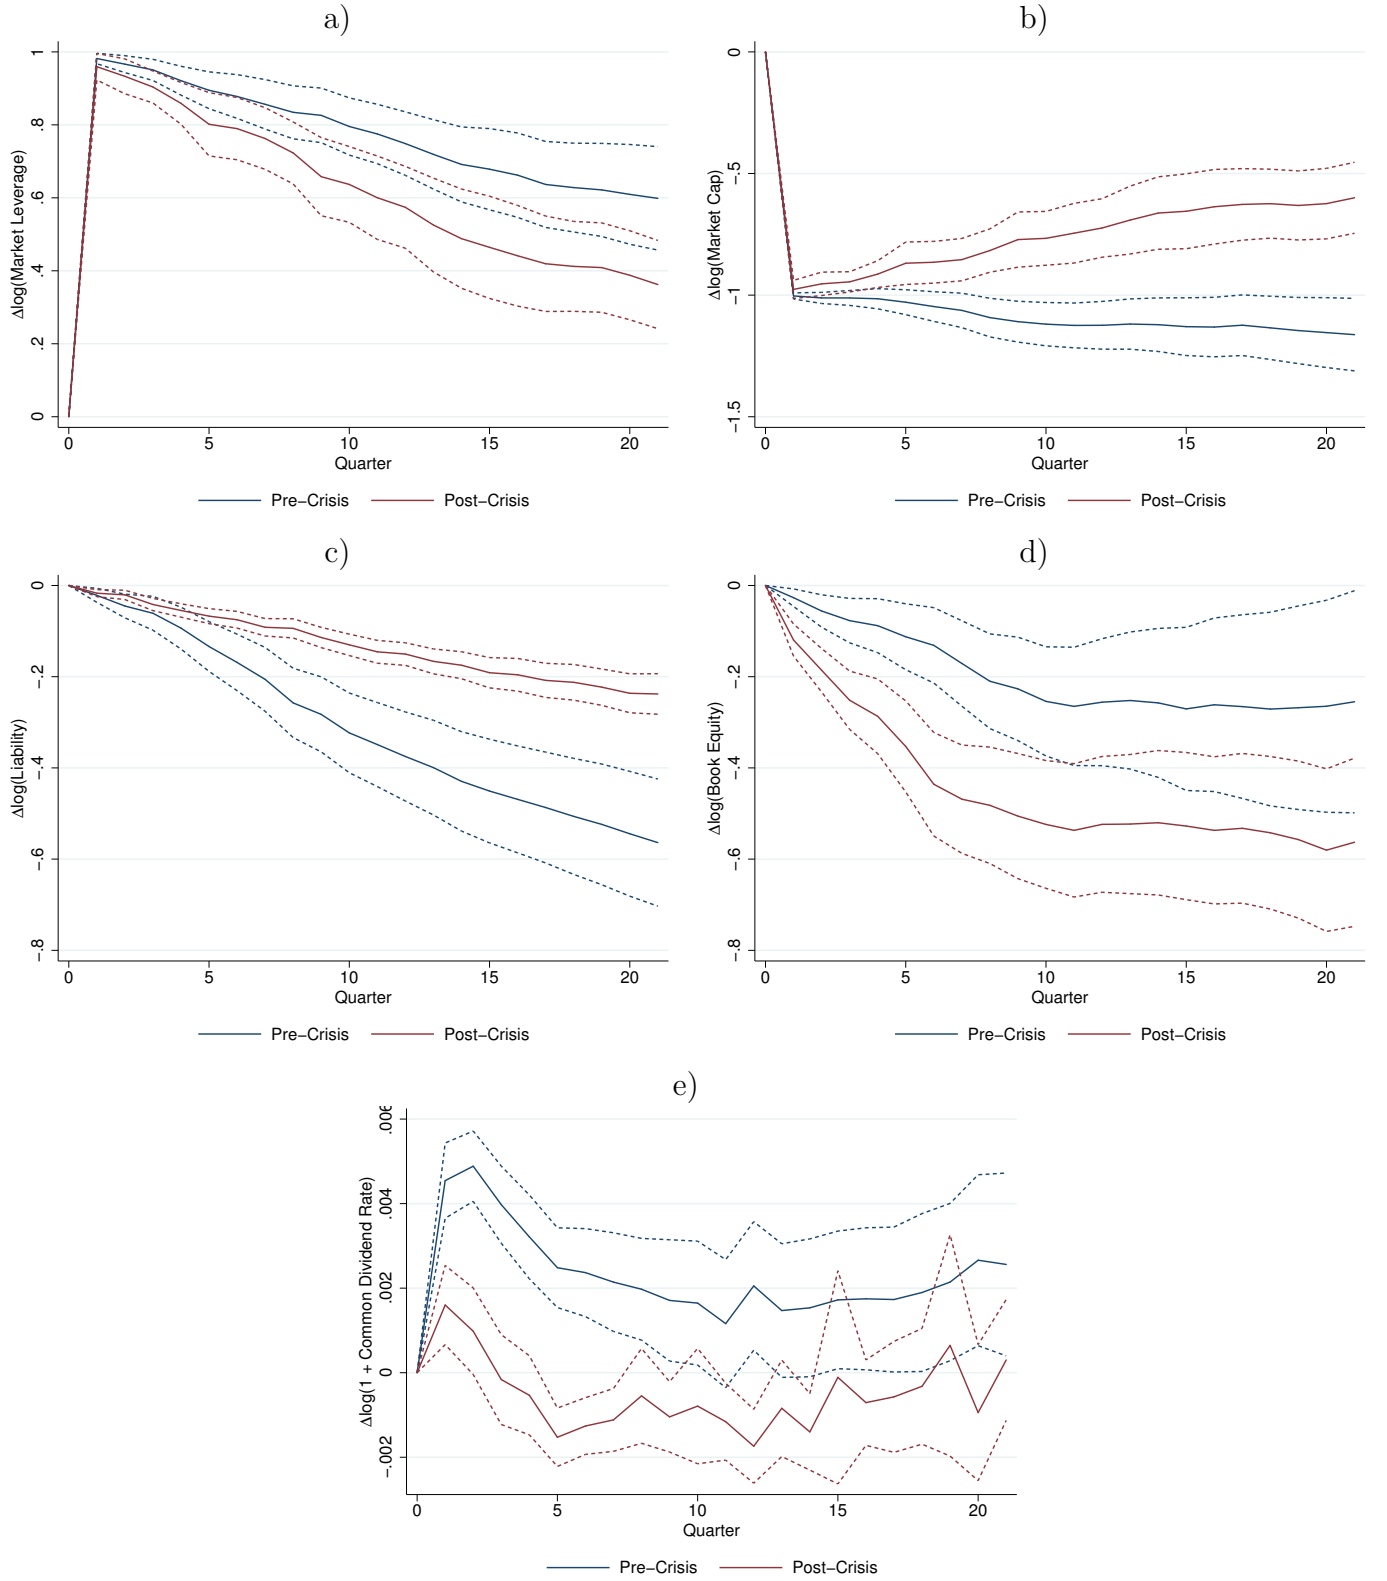 a)
Δlog(Market Leverage)
1
.8
.6
.4
.2
0
0 5 10 15 20
Quarter
Pre−Crisis Post−Crisis
b)
Δlog(Market Cap)
0
−.5
−1
−1.5
0 5 10 15 20
Quarter
Pre−Crisis Post−Crisis
c)
Δlog(Liability)
0
−.2
−.4
−.6
−.8
0 5 10 15 20
Quarter
Pre−Crisis Post−Crisis
d)
Δlog(Book Equity)
0
−.2
−.4
−.6
−.8
0 5 10 15 20
Quarter
Pre−Crisis Post−Crisis
e)
Δlog(1 + Common Dividend Rate)
.006
.004
.002
0
−.002
0 5 10 15 20
Quarter
Pre−Crisis Post−Crisis